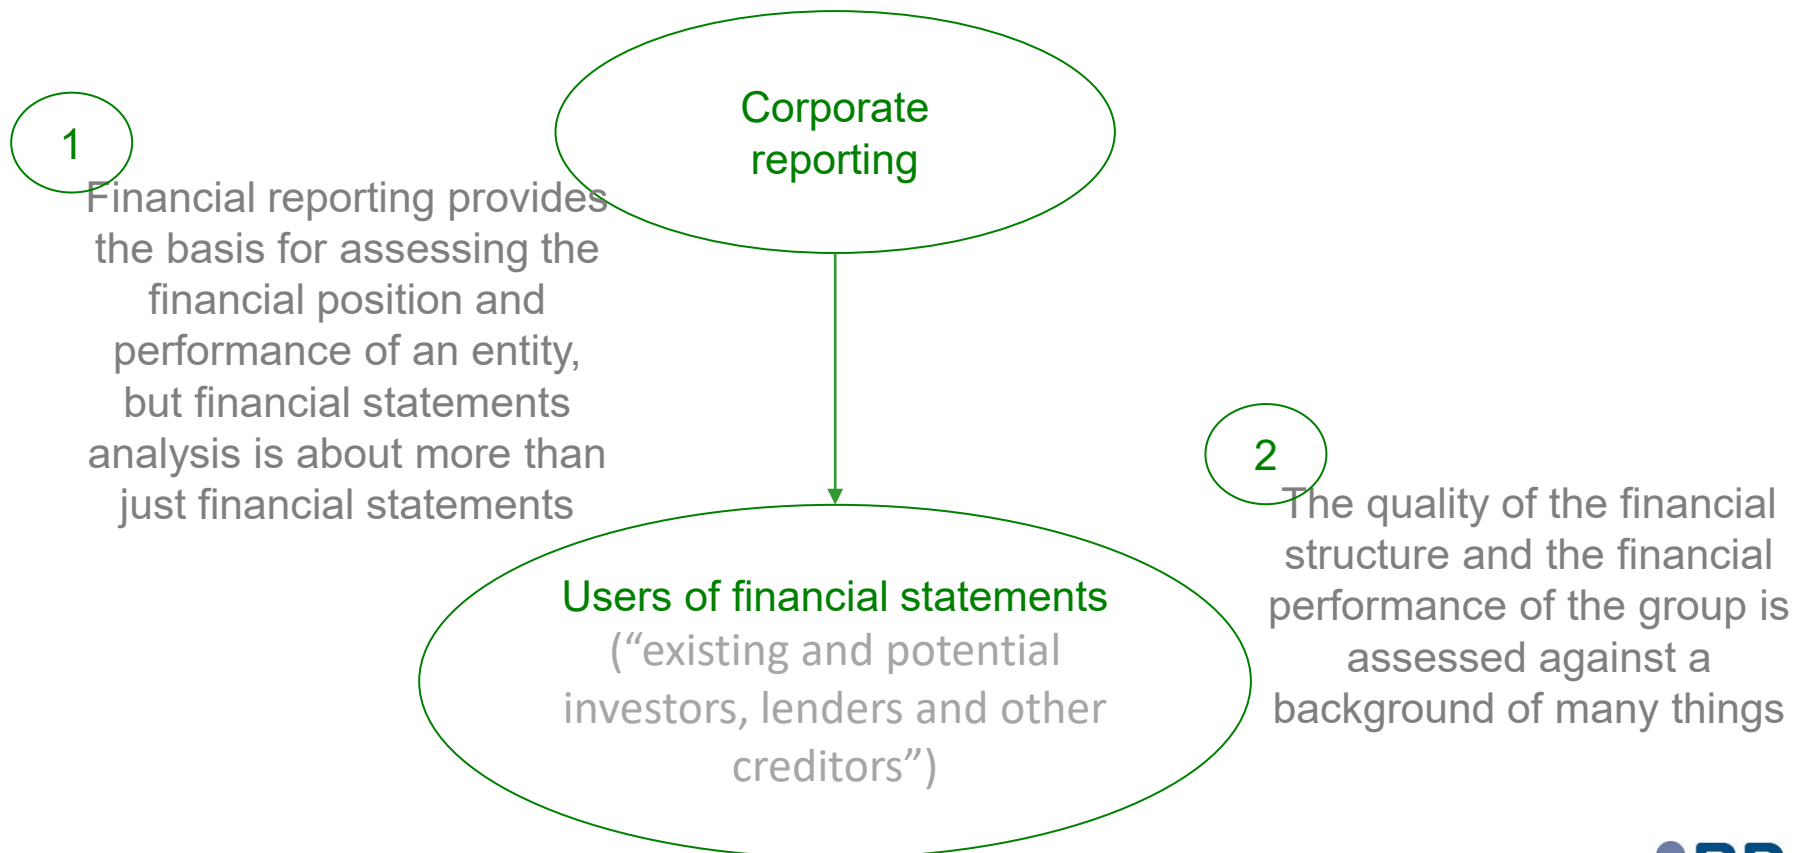 Corporate
reporting
1
Financial reporting provides
the basis for assessing the
financial position and
performance of an entity,
but financial statements
analysis is about more than
just financial statements
2
The quality of the financial
structure and the financial
performance of the group is
assessed against a
background of many things
Users of financial statements
(“existing and potential
investors, lenders and other
creditors”)